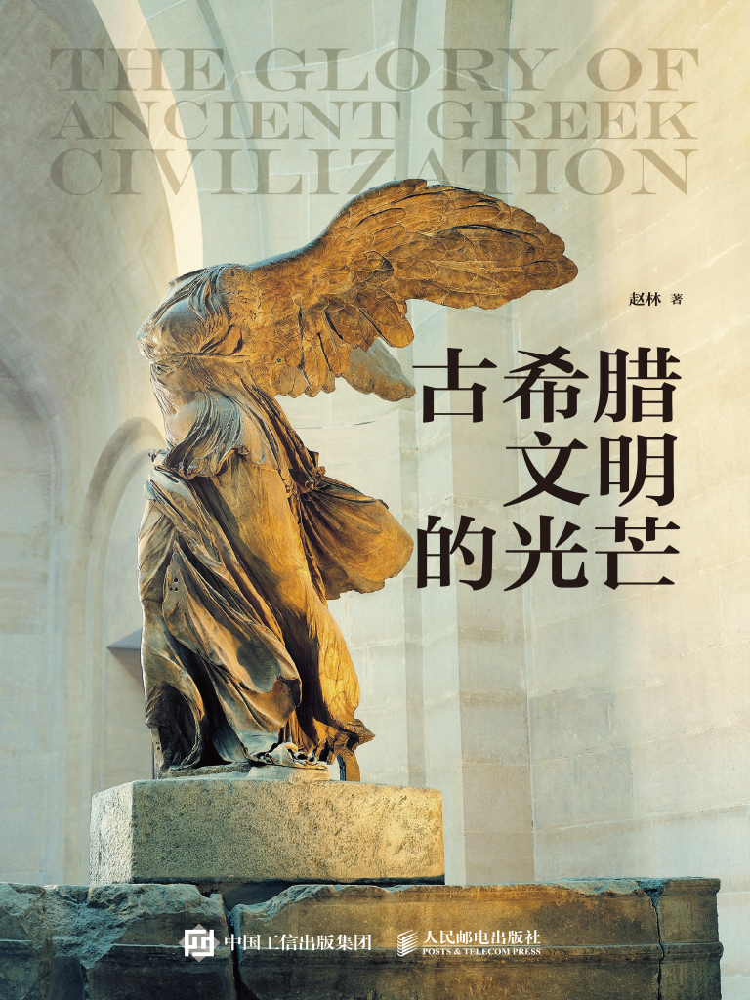 THE GLORY OF
ANCIENT GREEK
CIVILIZATION
赵林 著
古希腊
文明
的光芒
中国工信出版集团
人民邮电出版社
POSTS & TELECOM PRESS